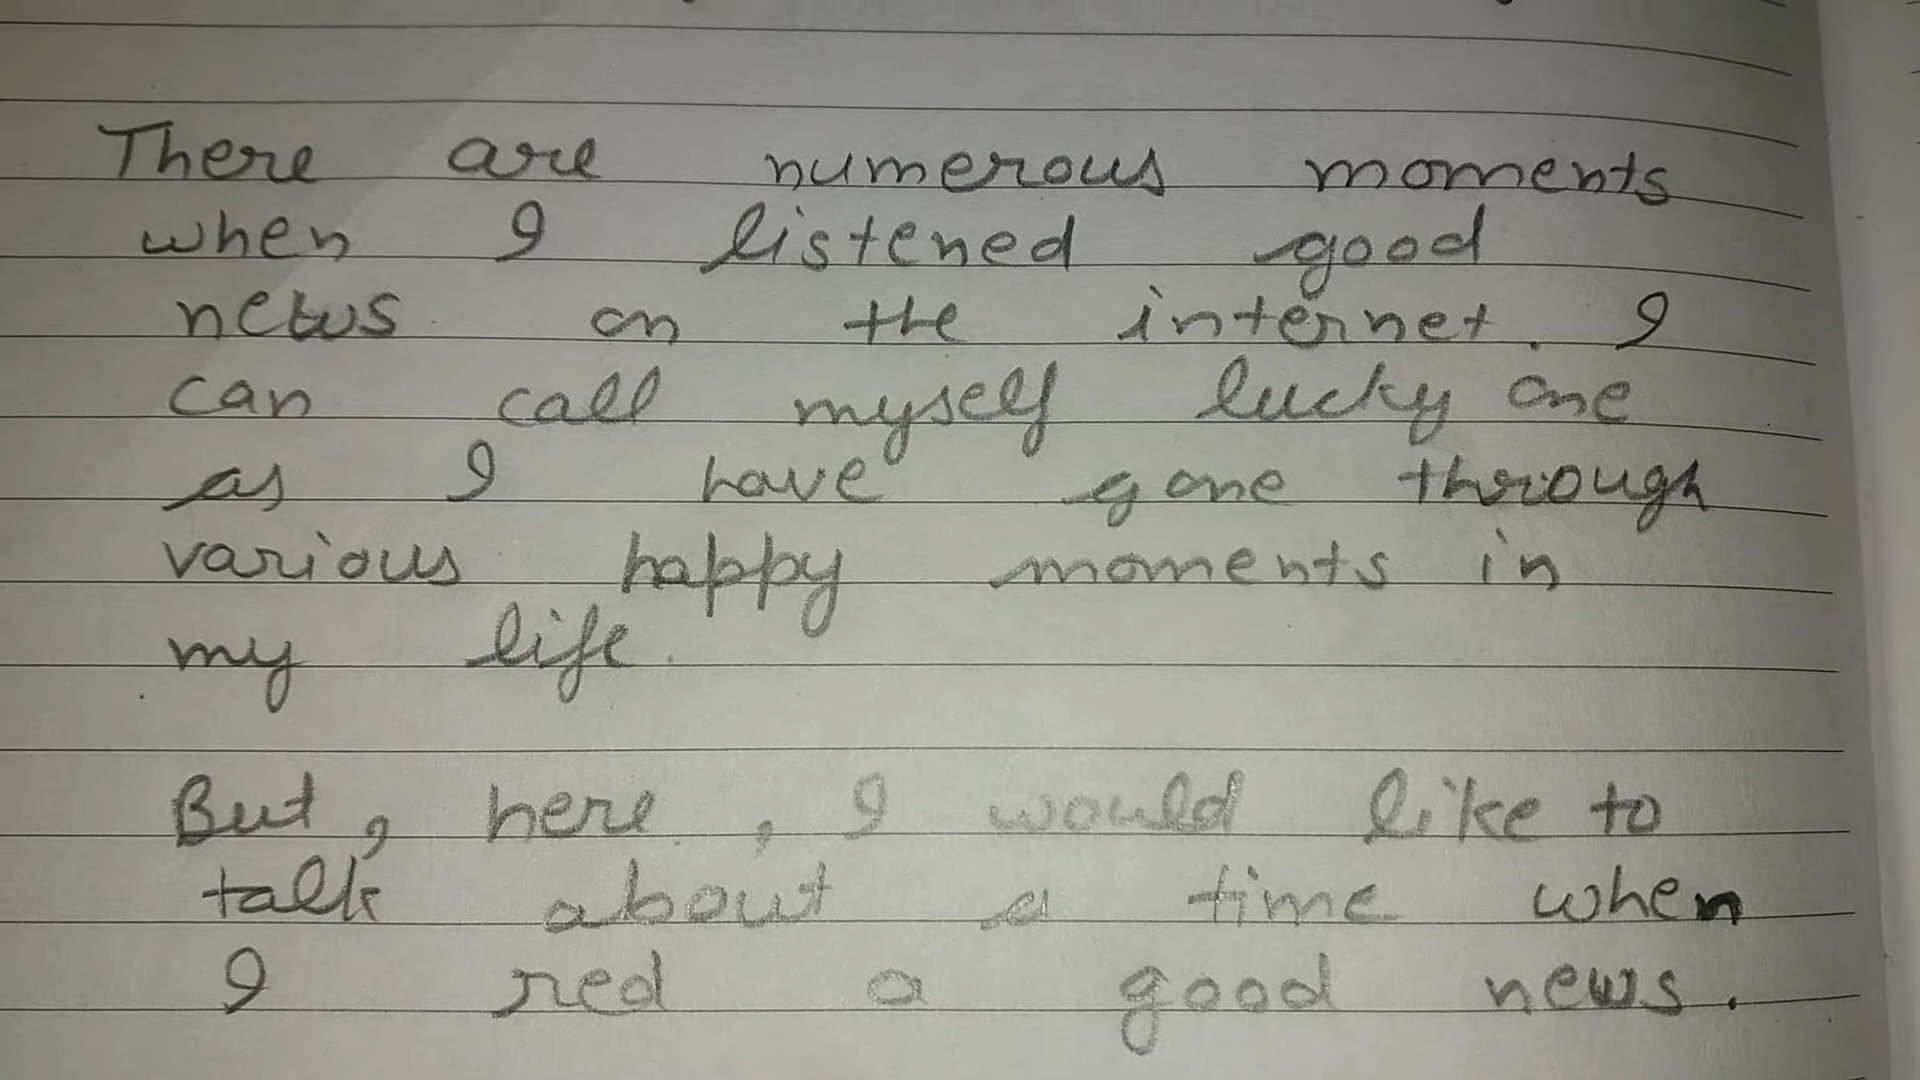 There are numerous moments
when I listened good
news on the internet. I
can call myself lucky one
as I have gone through
various happy moments in
my life.
But, here, I would like to
talk about a time when
I red a good news.